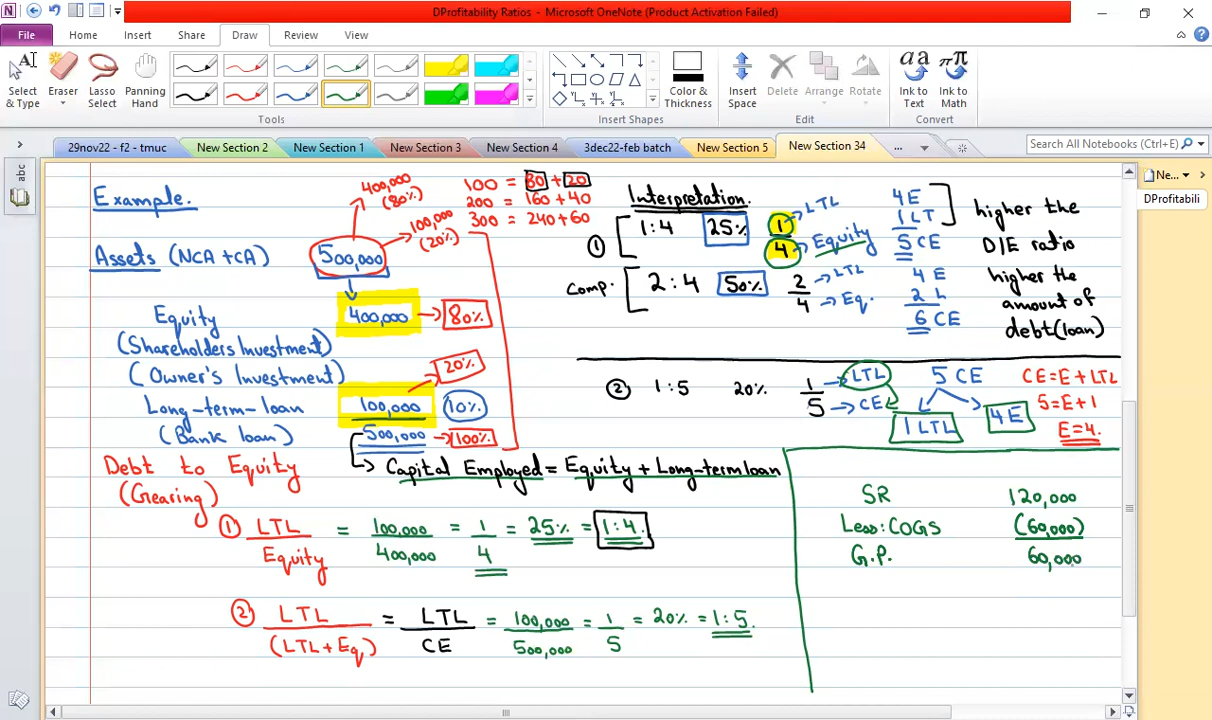 DProfitability Ratios - Microsoft OneNote (Product Activation Failed)
File Home Insert Share Draw Review View
Select & Type
Eraser
Lasso Select
Panning Hand
Color & Thickness
Insert Space
Delete
Arrange
Rotate
Ink to Text
Ink to Math
Tools
Insert Shapes
Edit
Convert
29nov22 - f2 - tmuc New Section 2 New Section 1 New Section 3 New Section 4 3dec22-feb batch New Section 5 New Section 34 ... Search All Notebooks (Ctrl+E)
abc
Ne...
DProfitabili
Example.
400,000 (80%)
100,000 (20%)
100 = 80 + 20
200 = 160 + 40
300 = 240 + 60
Assets (NCA + CA) 500,000
Equity 400,000 → 80%
(Shareholders Investment)
(Owner's Investment) 20%
Long-term-loan 100,000 10%
(Bank loan) 500,000 → 100%
Capital Employed = Equity + Long-term loan
Debt to Equity
(Gearing)
① LTL / Equity = 100,000 / 400,000 = 1 / 4 = 25% = 1:4.
② LTL / (LTL + Eq.) = LTL / CE = 100,000 / 500,000 = 1 / 5 = 20% = 1:5.
Interpretation.
① 1:4 25% 1 → LTL
4 → Equity
4 E
1 LT
5 CE
Comp. 2:4 50% 2 → LTL
4 → Eq.
4 E
2 L
6 CE
higher the
D/E ratio
higher the
amount of
debt (loan)
② 1:5 20% 1 → LTL
5 → CE
5 CE
1 LTL 4 E
CE = E + LTL
5 = E + 1
E = 4.
SR 120,000
Less: COGS (60,000)
G.P. 60,000